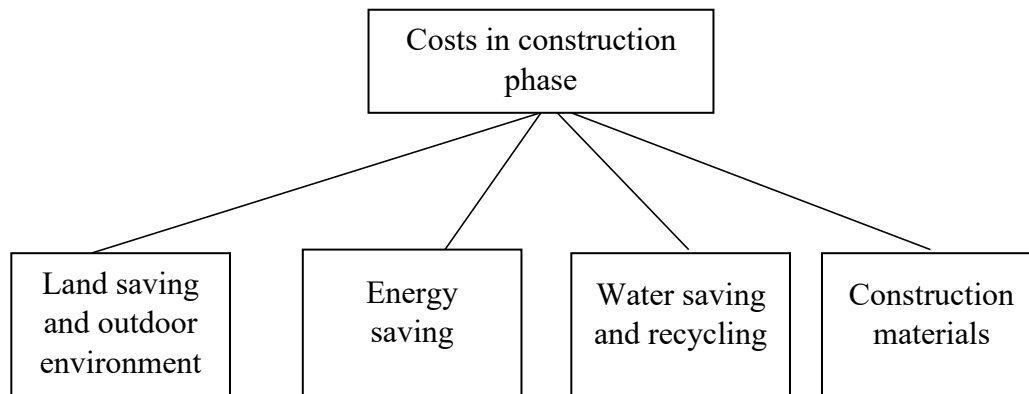 Costs in construction
phase
Land saving
and outdoor
environment
Energy
saving
Water saving
and recycling
Construction
materials